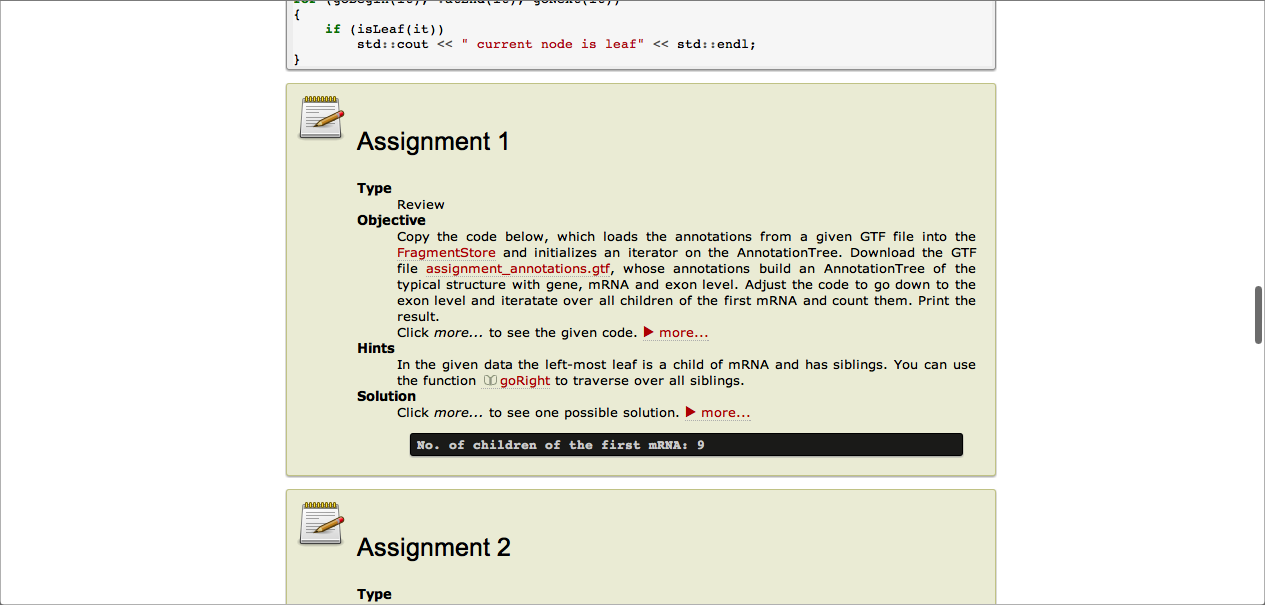 for (goBegin(it); !atEnd(it); goNext(it))
{
    if (isLeaf(it))
        std::cout << " current node is leaf" << std::endl;
}
Assignment 1
Type
Review
Objective
Copy the code below, which loads the annotations from a given GTF file into the
FragmentStore and initializes an iterator on the AnnotationTree. Download the GTF
file assignment_annotations.gtf, whose annotations build an AnnotationTree of the
typical structure with gene, mRNA and exon level. Adjust the code to go down to the
exon level and iteratate over all children of the first mRNA and count them. Print the
result.
Click more... to see the given code. ▶ more...
Hints
In the given data the left-most leaf is a child of mRNA and has siblings. You can use
the function goRight to traverse over all siblings.
Solution
Click more... to see one possible solution. ▶ more...
No. of children of the first mRNA: 9
Assignment 2
Type